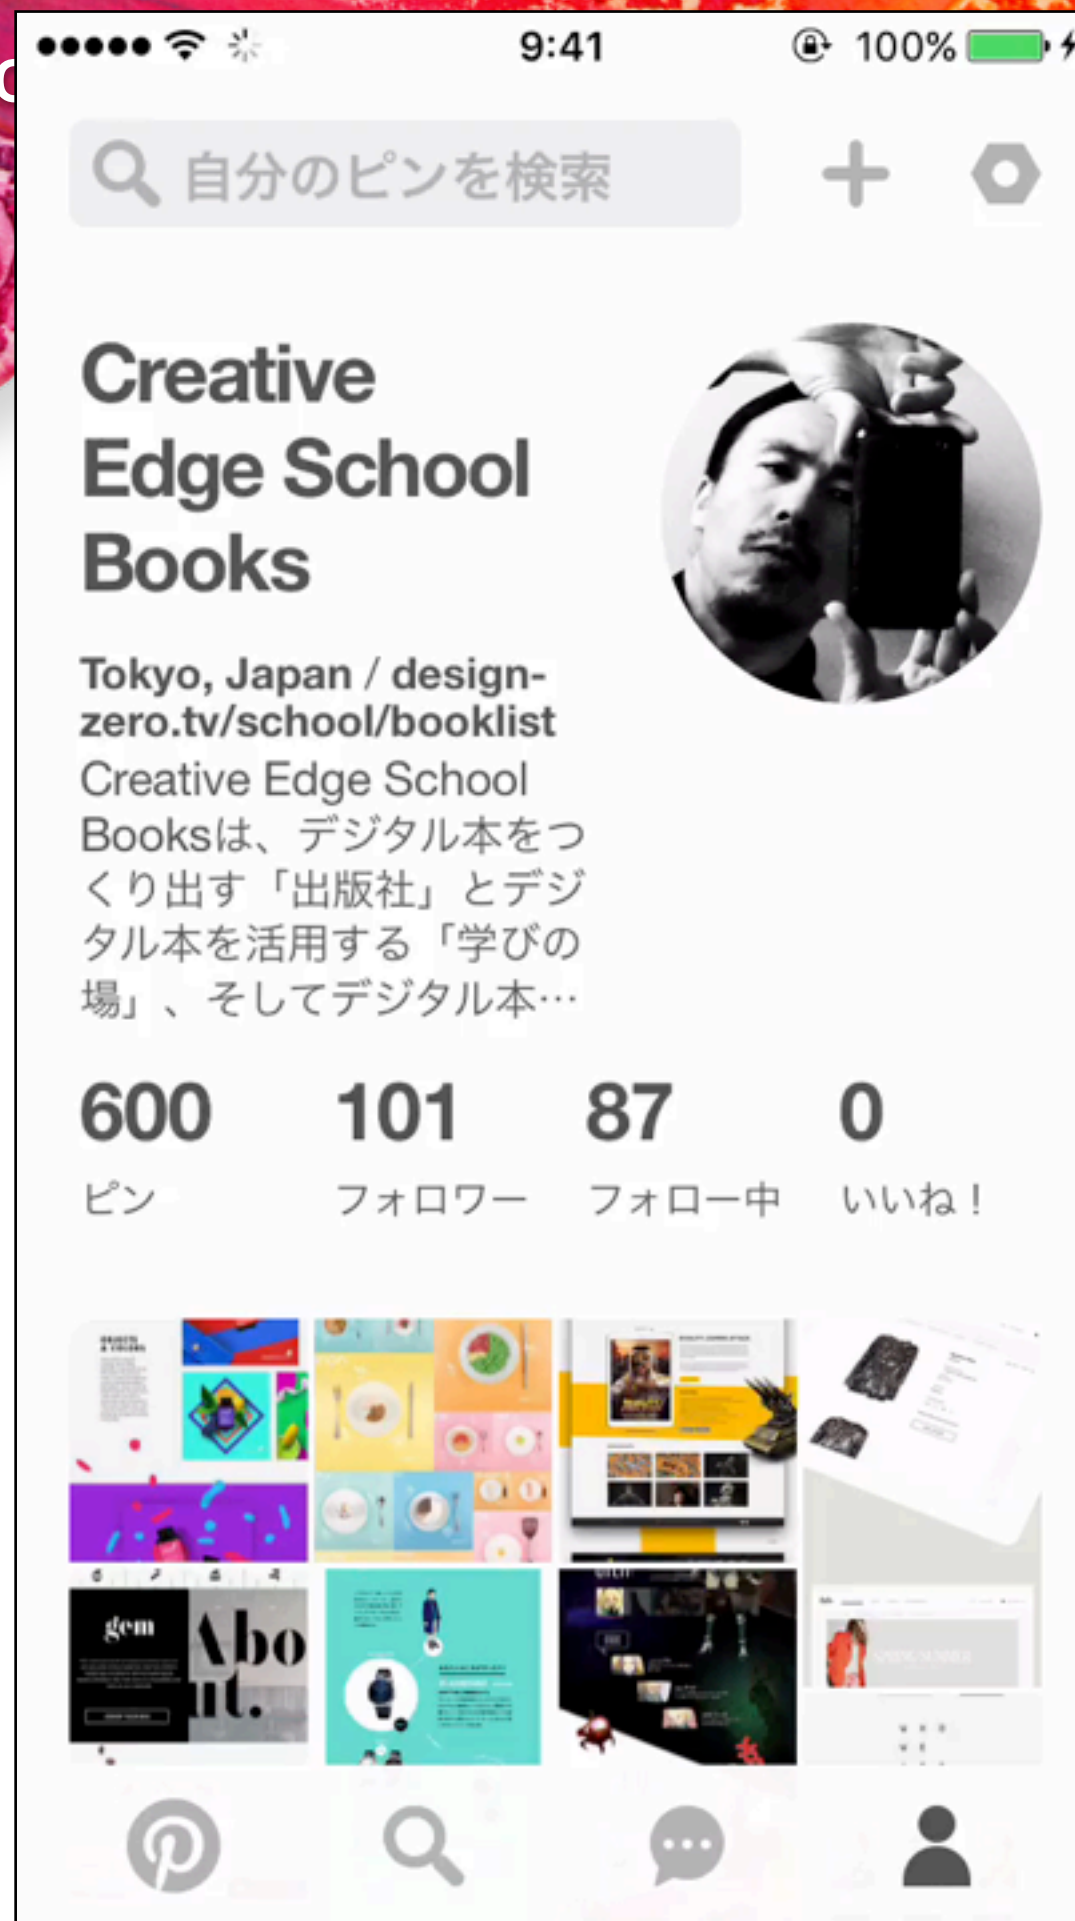 9:41
100%
自分のピンを検索
Creative
Edge School
Books
Tokyo, Japan / design-
zero.tv/school/booklist
Creative Edge School
Booksは、デジタル本をつ
くり出す「出版社」とデジ
タル本を活用する「学びの
場」、そしてデジタル本…
600
101
87
0
ピン
フォロワー
フォロー中
いいね！
OBJECTS
& COLORS
gem
Abo
ut.
SPRING/SUMMER